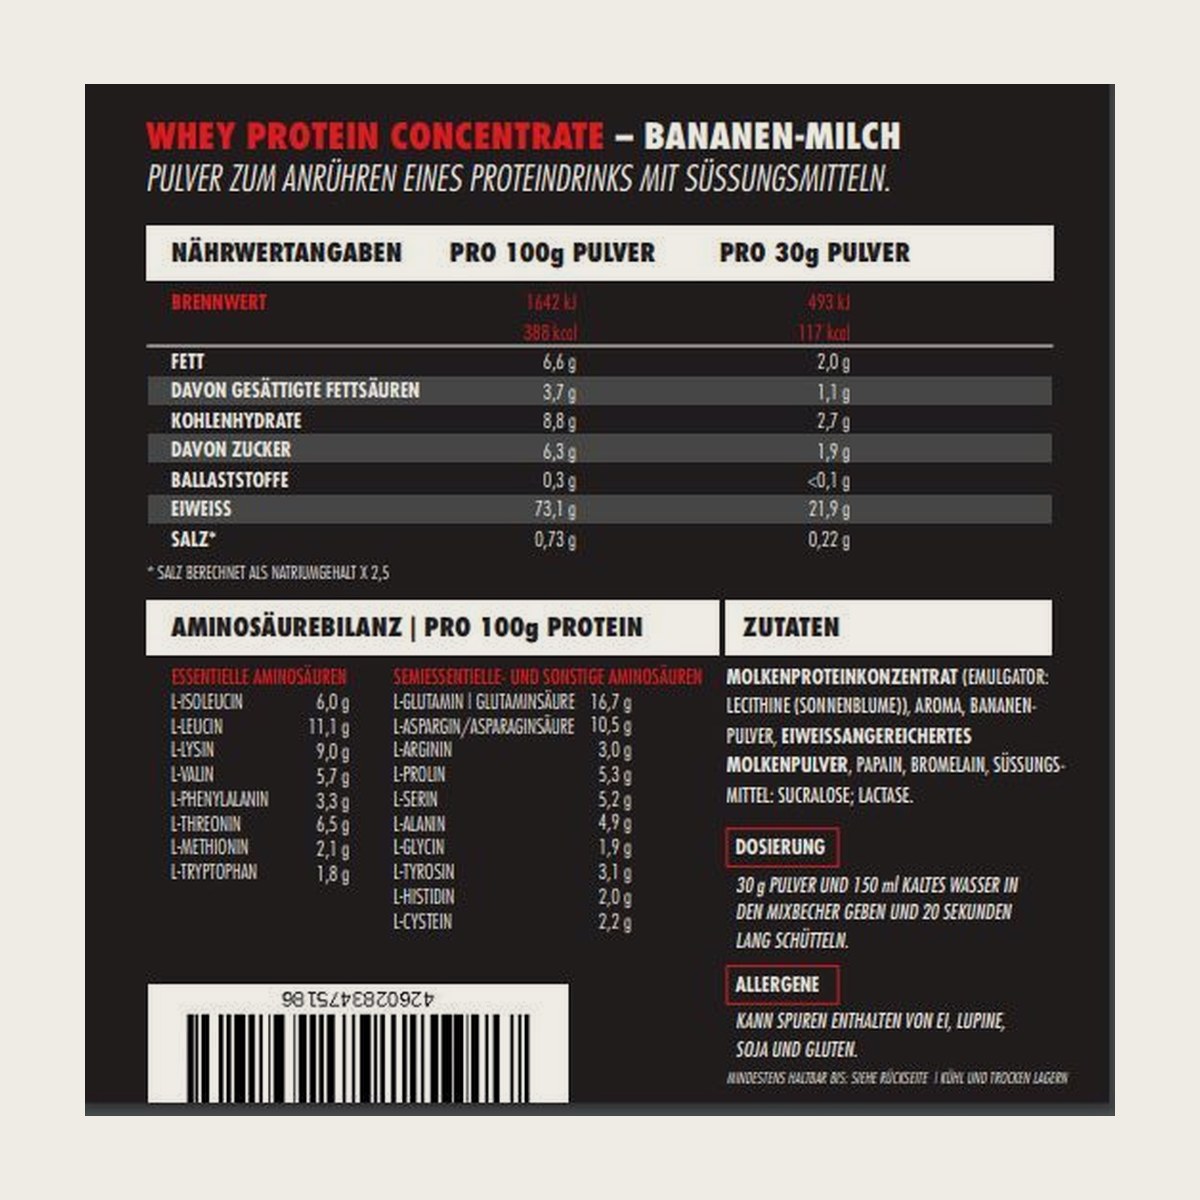 WHEY PROTEIN CONCENTRATE – BANANEN-MILCH
PULVER ZUM ANRÜHREN EINES PROTEINDRINKS MIT SÜSSUNGSMITTELN.
NÄHRWERTANGABEN PRO 100g PULVER PRO 30g PULVER
BRENNWERT 1642 kJ 493 kJ
388 kcal 117 kcal
FETT 6,6 g 2,0 g
DAVON GESÄTTIGTE FETTSÄUREN 3,7 g 1,1 g
KOHLENHYDRATE 8,8 g 2,7 g
DAVON ZUCKER 6,3 g 1,9 g
BALLASTSTOFFE 0,3 g <0,1 g
EIWEISS 73,1 g 21,9 g
SALZ* 0,73 g 0,22 g
* SALZ BERECHNET ALS NATRIUMGEHALT X 2,5
AMINOSÄUREBILANZ | PRO 100g PROTEIN
ESSENTIELLE AMINOSÄUREN
L-ISOLEUCIN 6,0 g
L-LEUCIN 11,1 g
L-LYSIN 9,0 g
L-VALIN 5,7 g
L-PHENYLALANIN 3,3 g
L-THREONIN 6,5 g
L-METHIONIN 2,1 g
L-TRYPTOPHAN 1,8 g
SEMIESSENTIELLE- UND SONSTIGE AMINOSÄUREN
L-GLUTAMIN | GLUTAMINSÄURE 16,7 g
L-ASPARGIN/ASPARAGINSÄURE 10,5 g
L-ARGININ 3,0 g
L-PROLIN 5,3 g
L-SERIN 5,2 g
L-ALANIN 4,9 g
L-GLYCIN 1,9 g
L-TYROSIN 3,1 g
L-HISTIDIN 2,0 g
L-CYSTEIN 2,2 g
ZUTATEN
MOLKENPROTEINKONZENTRAT (EMULGATOR:
LECITHINE (SONNENBLUME)), AROMA, BANANEN-
PULVER, EIWEISSANGEREICHERTES
MOLKENPULVER, PAPAIN, BROMELAIN, SÜSSUNGS-
MITTEL: SUCRALOSE; LACTASE.
DOSIERUNG
30 g PULVER UND 150 ml KALTES WASSER IN
DEN MIXBECHER GEBEN UND 20 SEKUNDEN
LANG SCHÜTTELN.
ALLERGENE
KANN SPUREN ENTHALTEN VON EI, LUPINE,
SOJA UND GLUTEN.
MINDESTENS HALTBAR BIS: SIEHE RÜCKSEITE | KÜHL UND TROCKEN LAGERN
4260283475186